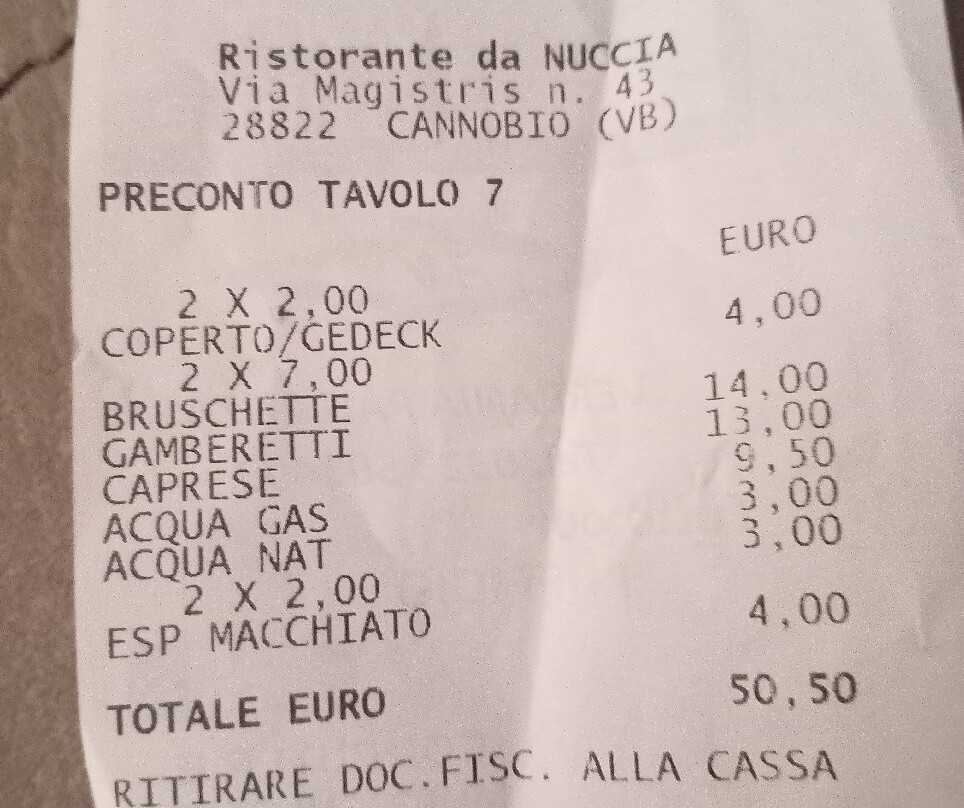 Ristorante da NUCCIA
Via Magistris n. 43
28822 CANNOBIO (VB)
PRECONTO TAVOLO 7
EURO
2 X 2,00
COPERTO/GEDECK 4,00
2 X 7,00
BRUSCHETTE 14,00
GAMBERETTI 13,00
CAPRESE 9,50
ACQUA GAS 3,00
ACQUA NAT 3,00
2 X 2,00
ESP MACCHIATO 4,00
TOTALE EURO 50,50
RITIRARE DOC.FISC. ALLA CASSA